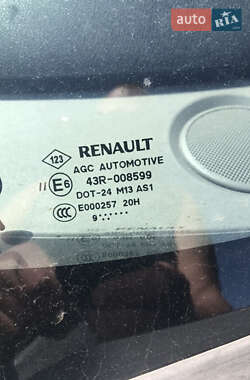 auto RIA
RENAULT
123 AGC AUTOMOTIVE
II E6 43R-008599
DOT-24 M13 AS1
CCC E000257 20H
9······